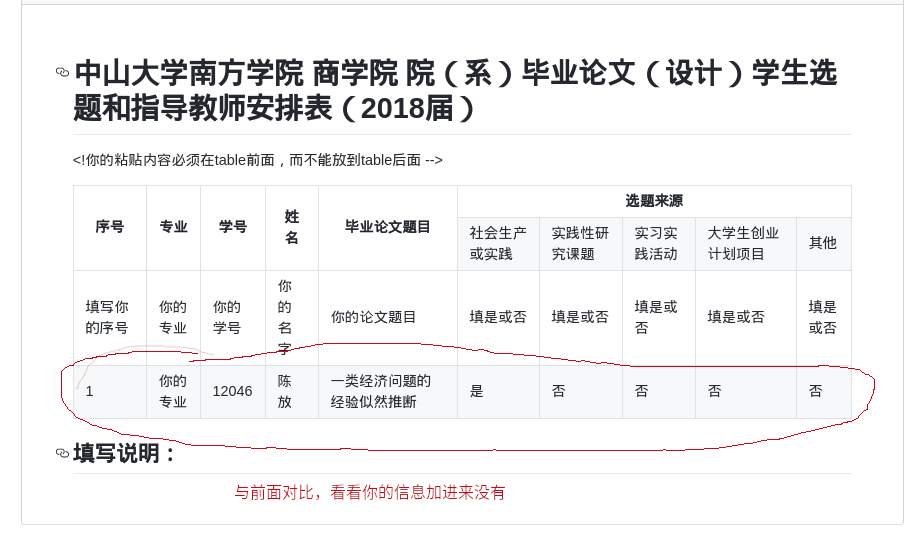 中山大学南方学院 商学院 院（系）毕业论文（设计）学生选
题和指导教师安排表（2018届）
<!你的粘贴内容必须在table前面，而不能放到table后面 -->
序号 专业 学号 姓名 毕业论文题目 选题来源
社会生产或实践 实践性研究课题 实习实践活动 大学生创业计划项目 其他
填写你的序号 你的专业 你的学号 你的名字 你的论文题目 填是或否 填是或否 填是或否 填是或否 填是或否
1 你的专业 12046 陈放 一类经济问题的经验似然推断 是 否 否 否 否
填写说明：
与前面对比，看看你的信息加进来没有